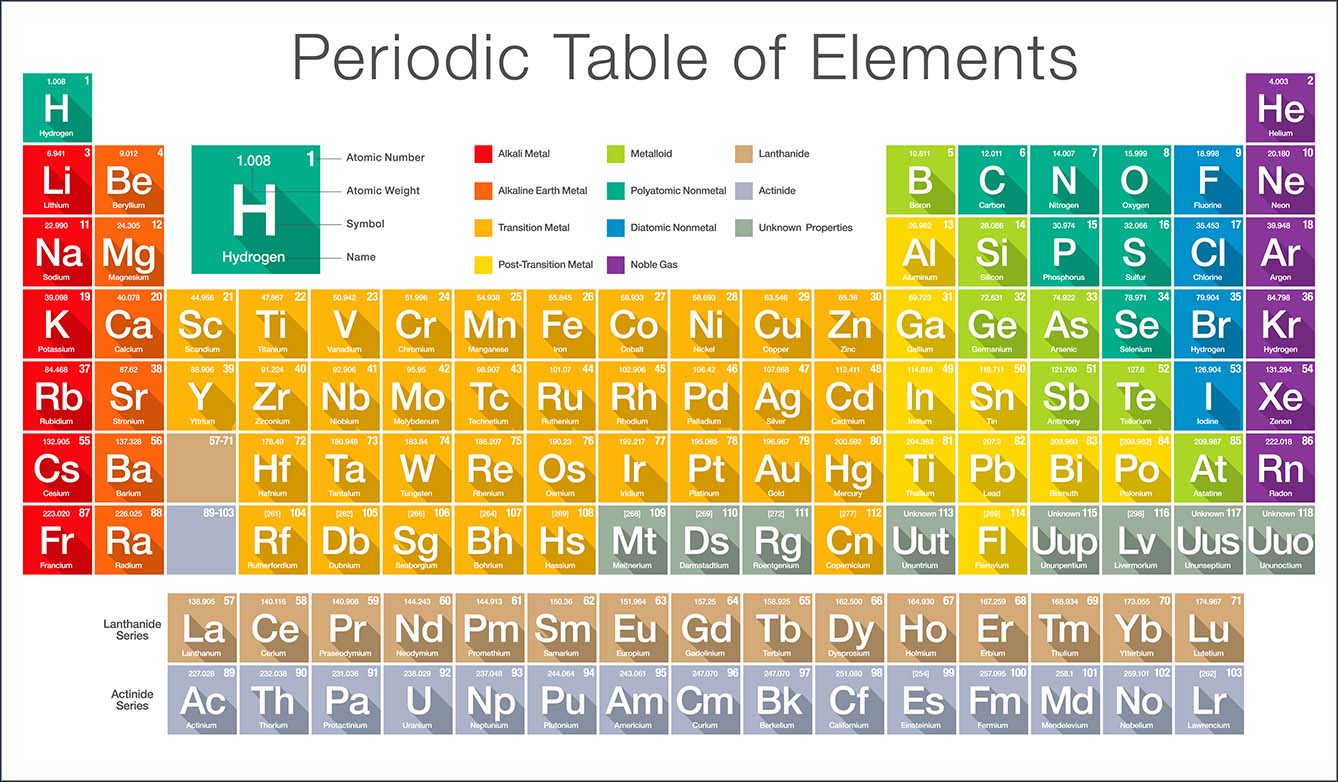 Periodic Table of Elements
1.008 1 4.003 2
H He
Hydrogen Helium
1.008 1 Atomic Number
Atomic Weight
H Symbol
Hydrogen Name
Alkali Metal Metalloid Lanthanide
Alkaline Earth Metal Polyatomic Nonmetal Actinide
Transition Metal Diatomic Nonmetal Unknown Properties
Post-Transition Metal Noble Gas
6.941 3 9.012 4 10.811 5 12.011 6 14.007 7 15.999 8 18.998 9 20.180 10
Li Be B C N O F Ne
Lithium Beryllium Boron Carbon Nitrogen Oxygen Fluorine Neon
22.990 11 24.305 12 26.982 13 28.086 14 30.974 15 32.066 16 35.453 17 39.948 18
Na Mg Al Si P S Cl Ar
Sodium Magnesium Aluminum Silicon Phosphorus Sulfur Chlorine Argon
39.098 19 40.078 20 44.956 21 47.867 22 50.942 23 51.996 24 54.938 25 55.845 26 58.933 27 58.693 28 63.546 29 65.38 30 69.723 31 72.631 32 74.922 33 78.971 34 79.904 35 84.798 36
K Ca Sc Ti V Cr Mn Fe Co Ni Cu Zn Ga Ge As Se Br Kr
Potassium Calcium Scandium Titanium Vanadium Chromium Manganese Iron Cobalt Nickel Copper Zinc Gallium Germanium Arsenic Selenium Hydrogen Hydrogen
84.468 37 87.62 38 88.906 39 91.224 40 92.906 41 95.95 42 98.907 43 101.07 44 102.906 45 106.42 46 107.868 47 112.411 48 114.818 49 118.711 50 121.760 51 127.6 52 126.904 53 131.294 54
Rb Sr Y Zr Nb Mo Tc Ru Rh Pd Ag Cd In Sn Sb Te I Xe
Rubidium Stronium Yttrium Zirconium Niobium Molybdenum Technetium Ruthenium Rhodium Palladium Silver Cadmium Tin Antimony Tellurium Iodine Zenon
132.905 55 137.328 56 57-71 178.49 72 180.948 73 183.84 74 186.207 75 190.23 76 192.217 77 195.085 78 196.967 79 200.592 80 204.383 81 207.2 82 208.980 83 [208.982] 84 209.987 85 222.018 86
Cs Ba Hf Ta W Re Os Ir Pt Au Hg Ti Pb Bi Po At Rn
Cesium Barium Hafnium Tantalum Tungsten Rhenium Osmium Iridium Platinum Gold Mercury Thallium Lead Bismuth Polonium Astatine Radon
223.020 87 226.025 88 89-103 [261] 104 [262] 105 [266] 106 [264] 107 [269] 108 [268] 109 [269] 110 [272] 111 [277] 112 Unknown 113 [289] 114 Unknown 115 [298] 116 Unknown 117 Unknown 118
Fr Ra Rf Db Sg Bh Hs Mt Ds Rg Cn Uut Fl Uup Lv Uus Uuo
Francium Radium Rutherfordium Dubnium Seaborgium Bohrium Hassium Meitnerium Darmstadtium Roentgenium Copernicium Ununtrium Flerovium Ununpentium Livermorium Ununseptium Ununoctium
Lanthanide
Series
138.905 57 140.116 58 140.908 59 144.243 60 144.913 61 150.36 62 151.964 63 157.25 64 158.925 65 162.500 66 164.930 67 167.259 68 168.934 69 173.055 70 174.967 71
La Ce Pr Nd Pm Sm Eu Gd Tb Dy Ho Er Tm Yb Lu
Lanthanum Cerium Praseodymium Neodymium Promethium Samarium Europium Gadolinium Terbium Dysprosium Holmium Erbium Thulium Ytterbium Lutetium
Actinide
Series
227.028 89 232.038 90 231.036 91 238.029 92 237.048 93 244.064 94 243.061 95 247.070 96 247.070 97 251.080 98 [254] 99 257.095 100 258.1 101 259.101 102 [262] 103
Ac Th Pa U Np Pu Am Cm Bk Cf Es Fm Md No Lr
Actinium Thorium Protactinium Uranium Neptunium Plutonium Americium Curium Berkelium Californium Einsteinium Fermium Mendelevium Nobelium Lawrencium